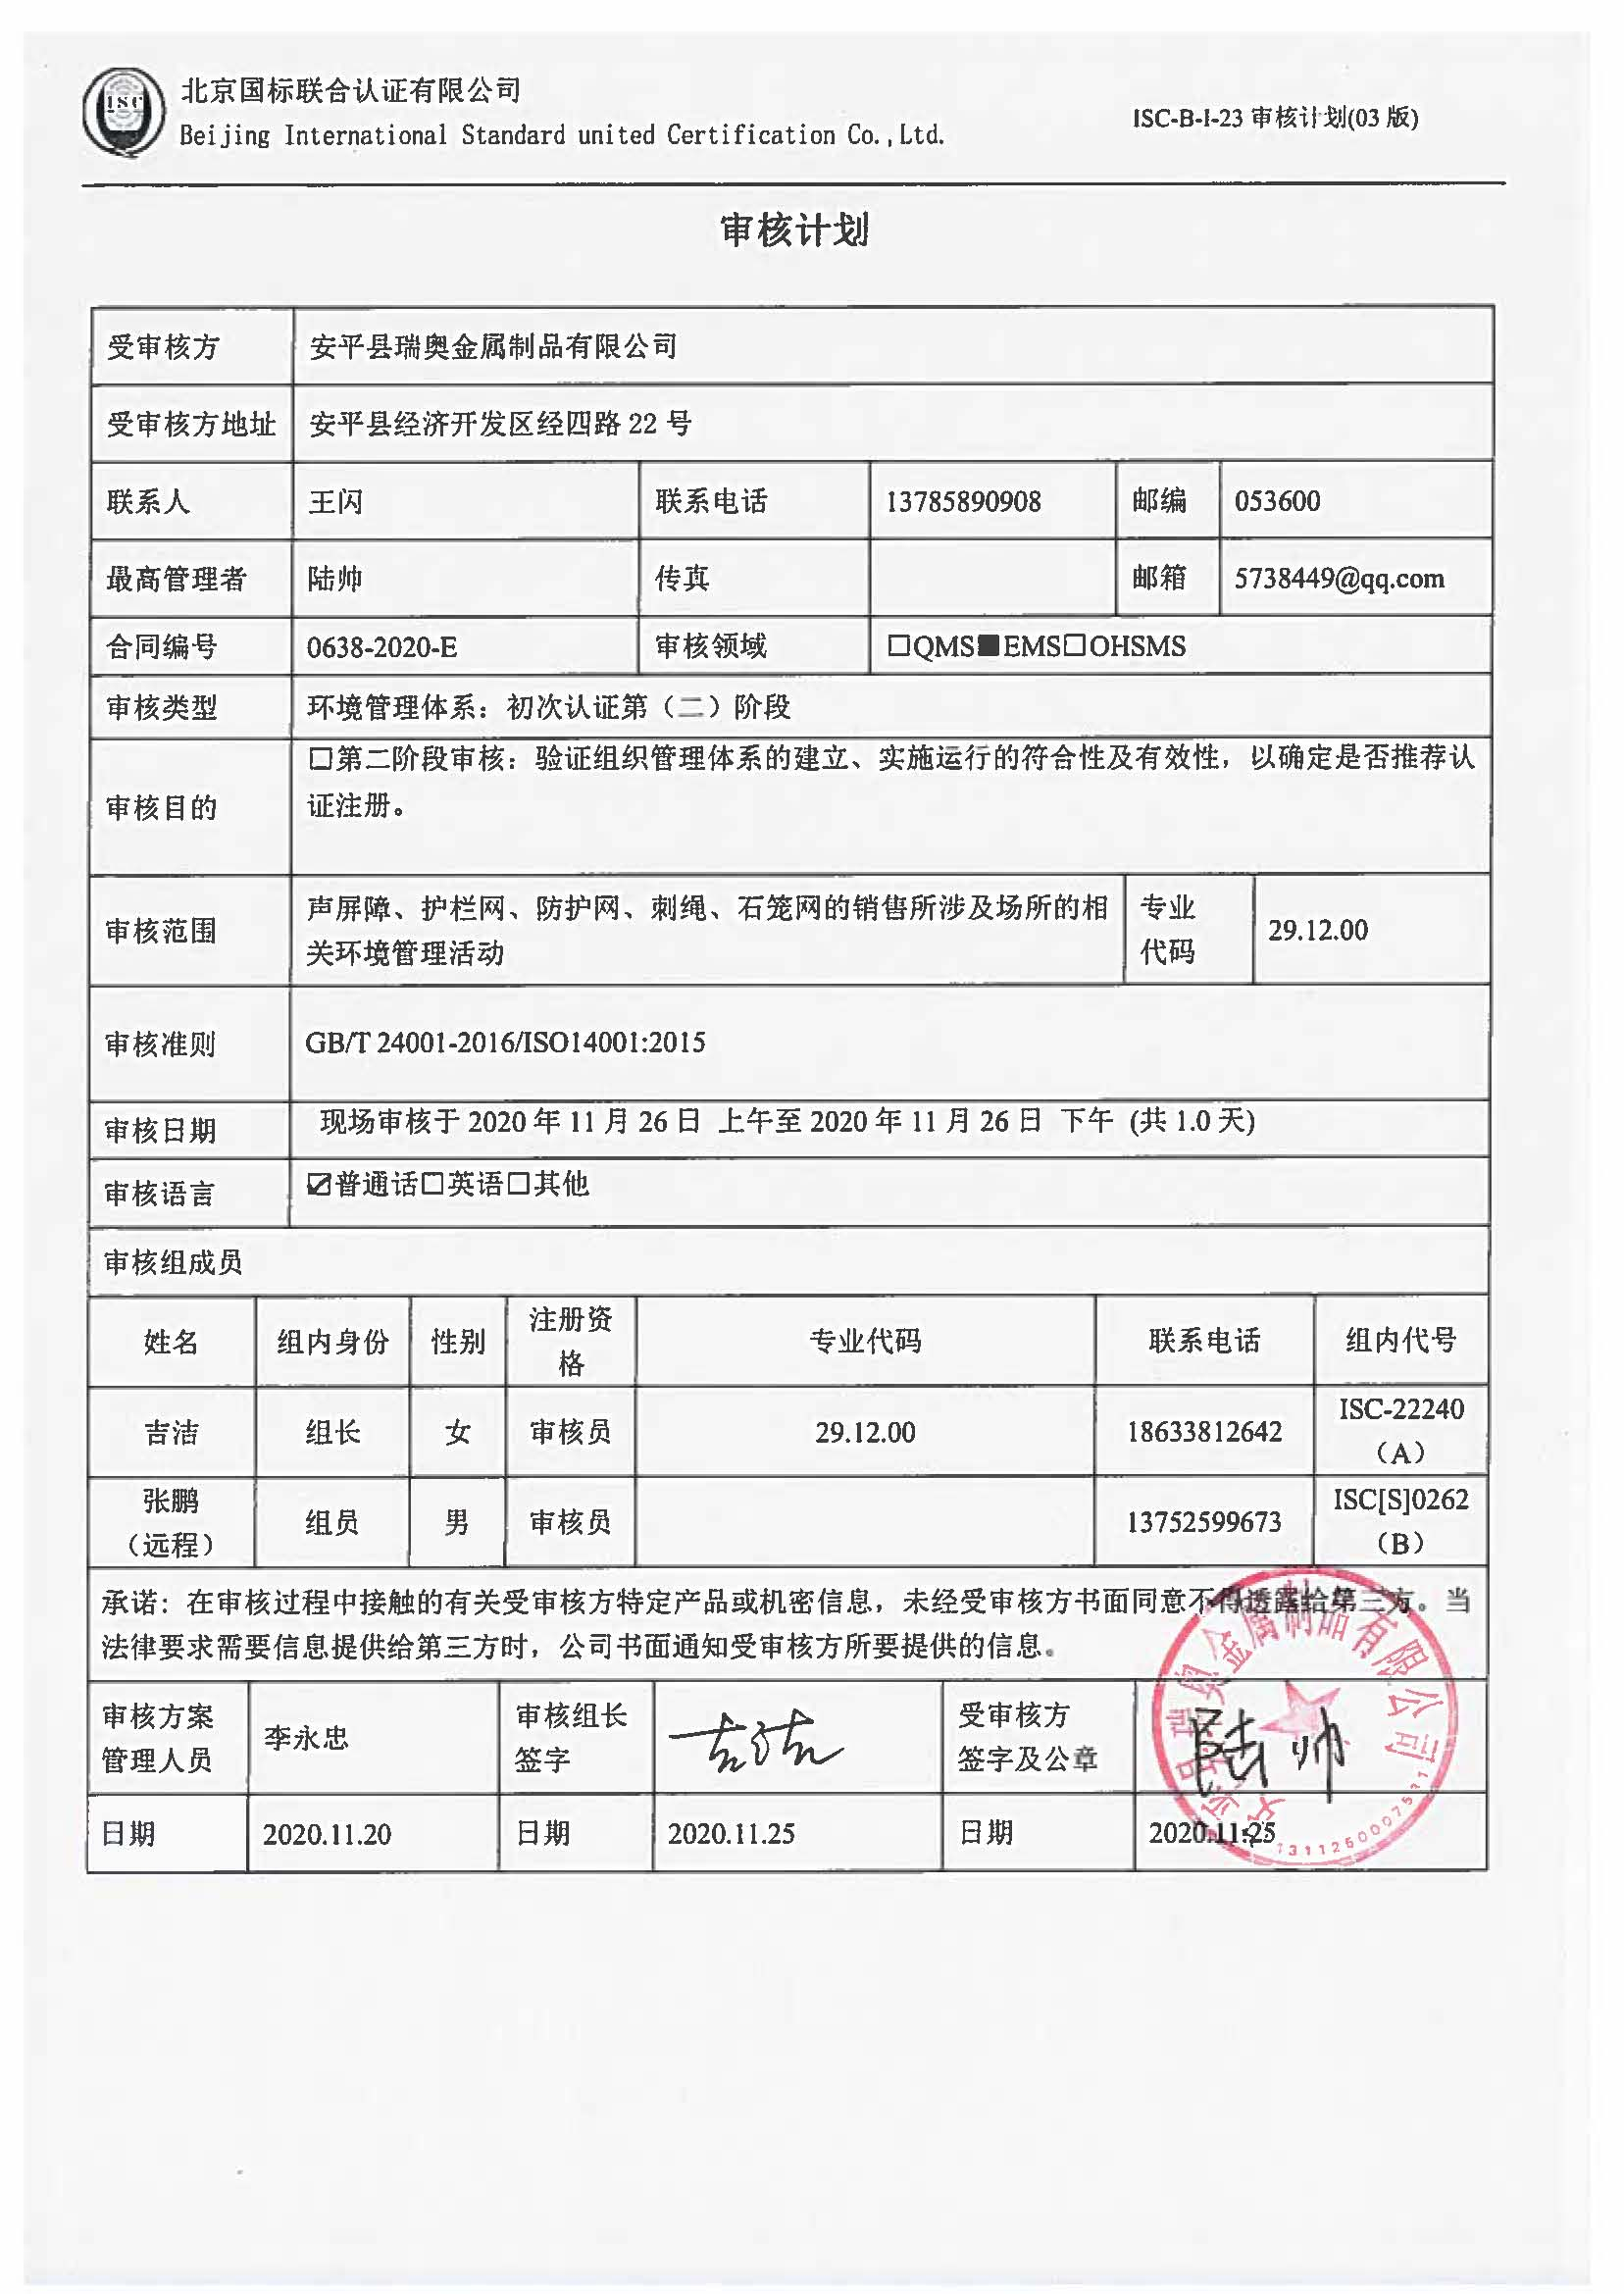 ISC
北京国标联合认证有限公司
Beijing International Standard united Certification Co.,Ltd.
ISC-B-I-23 审核计划(03 版)
审核计划
受审核方 安平县瑞奥金属制品有限公司
受审核方地址 安平县经济开发区经四路 22 号
联系人 王闪 联系电话 13785890908 邮编 053600
最高管理者 陆帅 传真 邮箱 5738449@qq.com
合同编号 0638-2020-E 审核领域 □QMS■EMS□OHSMS
审核类型 环境管理体系：初次认证第（二）阶段
审核目的
□第二阶段审核：验证组织管理体系的建立、实施运行的符合性及有效性，以确定是否推荐认
证注册。
审核范围
声屏障、护栏网、防护网、刺绳、石笼网的销售所涉及场所的相
关环境管理活动
专业
代码
29.12.00
审核准则 GB/T 24001-2016/ISO14001:2015
审核日期 现场审核于 2020 年 11 月 26 日 上午至 2020 年 11 月 26 日 下午 (共 1.0 天)
审核语言 ☑普通话□英语□其他
审核组成员
姓名 组内身份 性别 注册资
格
专业代码 联系电话 组内代号
吉洁 组长 女 审核员 29.12.00 18633812642 ISC-22240
（A）
张鹏
（远程）
组员 男 审核员 13752599673 ISC[S]0262
（B）
承诺：在审核过程中接触的有关受审核方特定产品或机密信息，未经受审核方书面同意不得透露给第三方。当
法律要求需要信息提供给第三方时，公司书面通知受审核方所要提供的信息。
审核方案
管理人员
李永忠
审核组长
签字
吉洁
受审核方
签字及公章
陆帅
安平县瑞奥金属制品有限公司
日期 2020.11.20 日期 2020.11.25 日期 2020.11.25